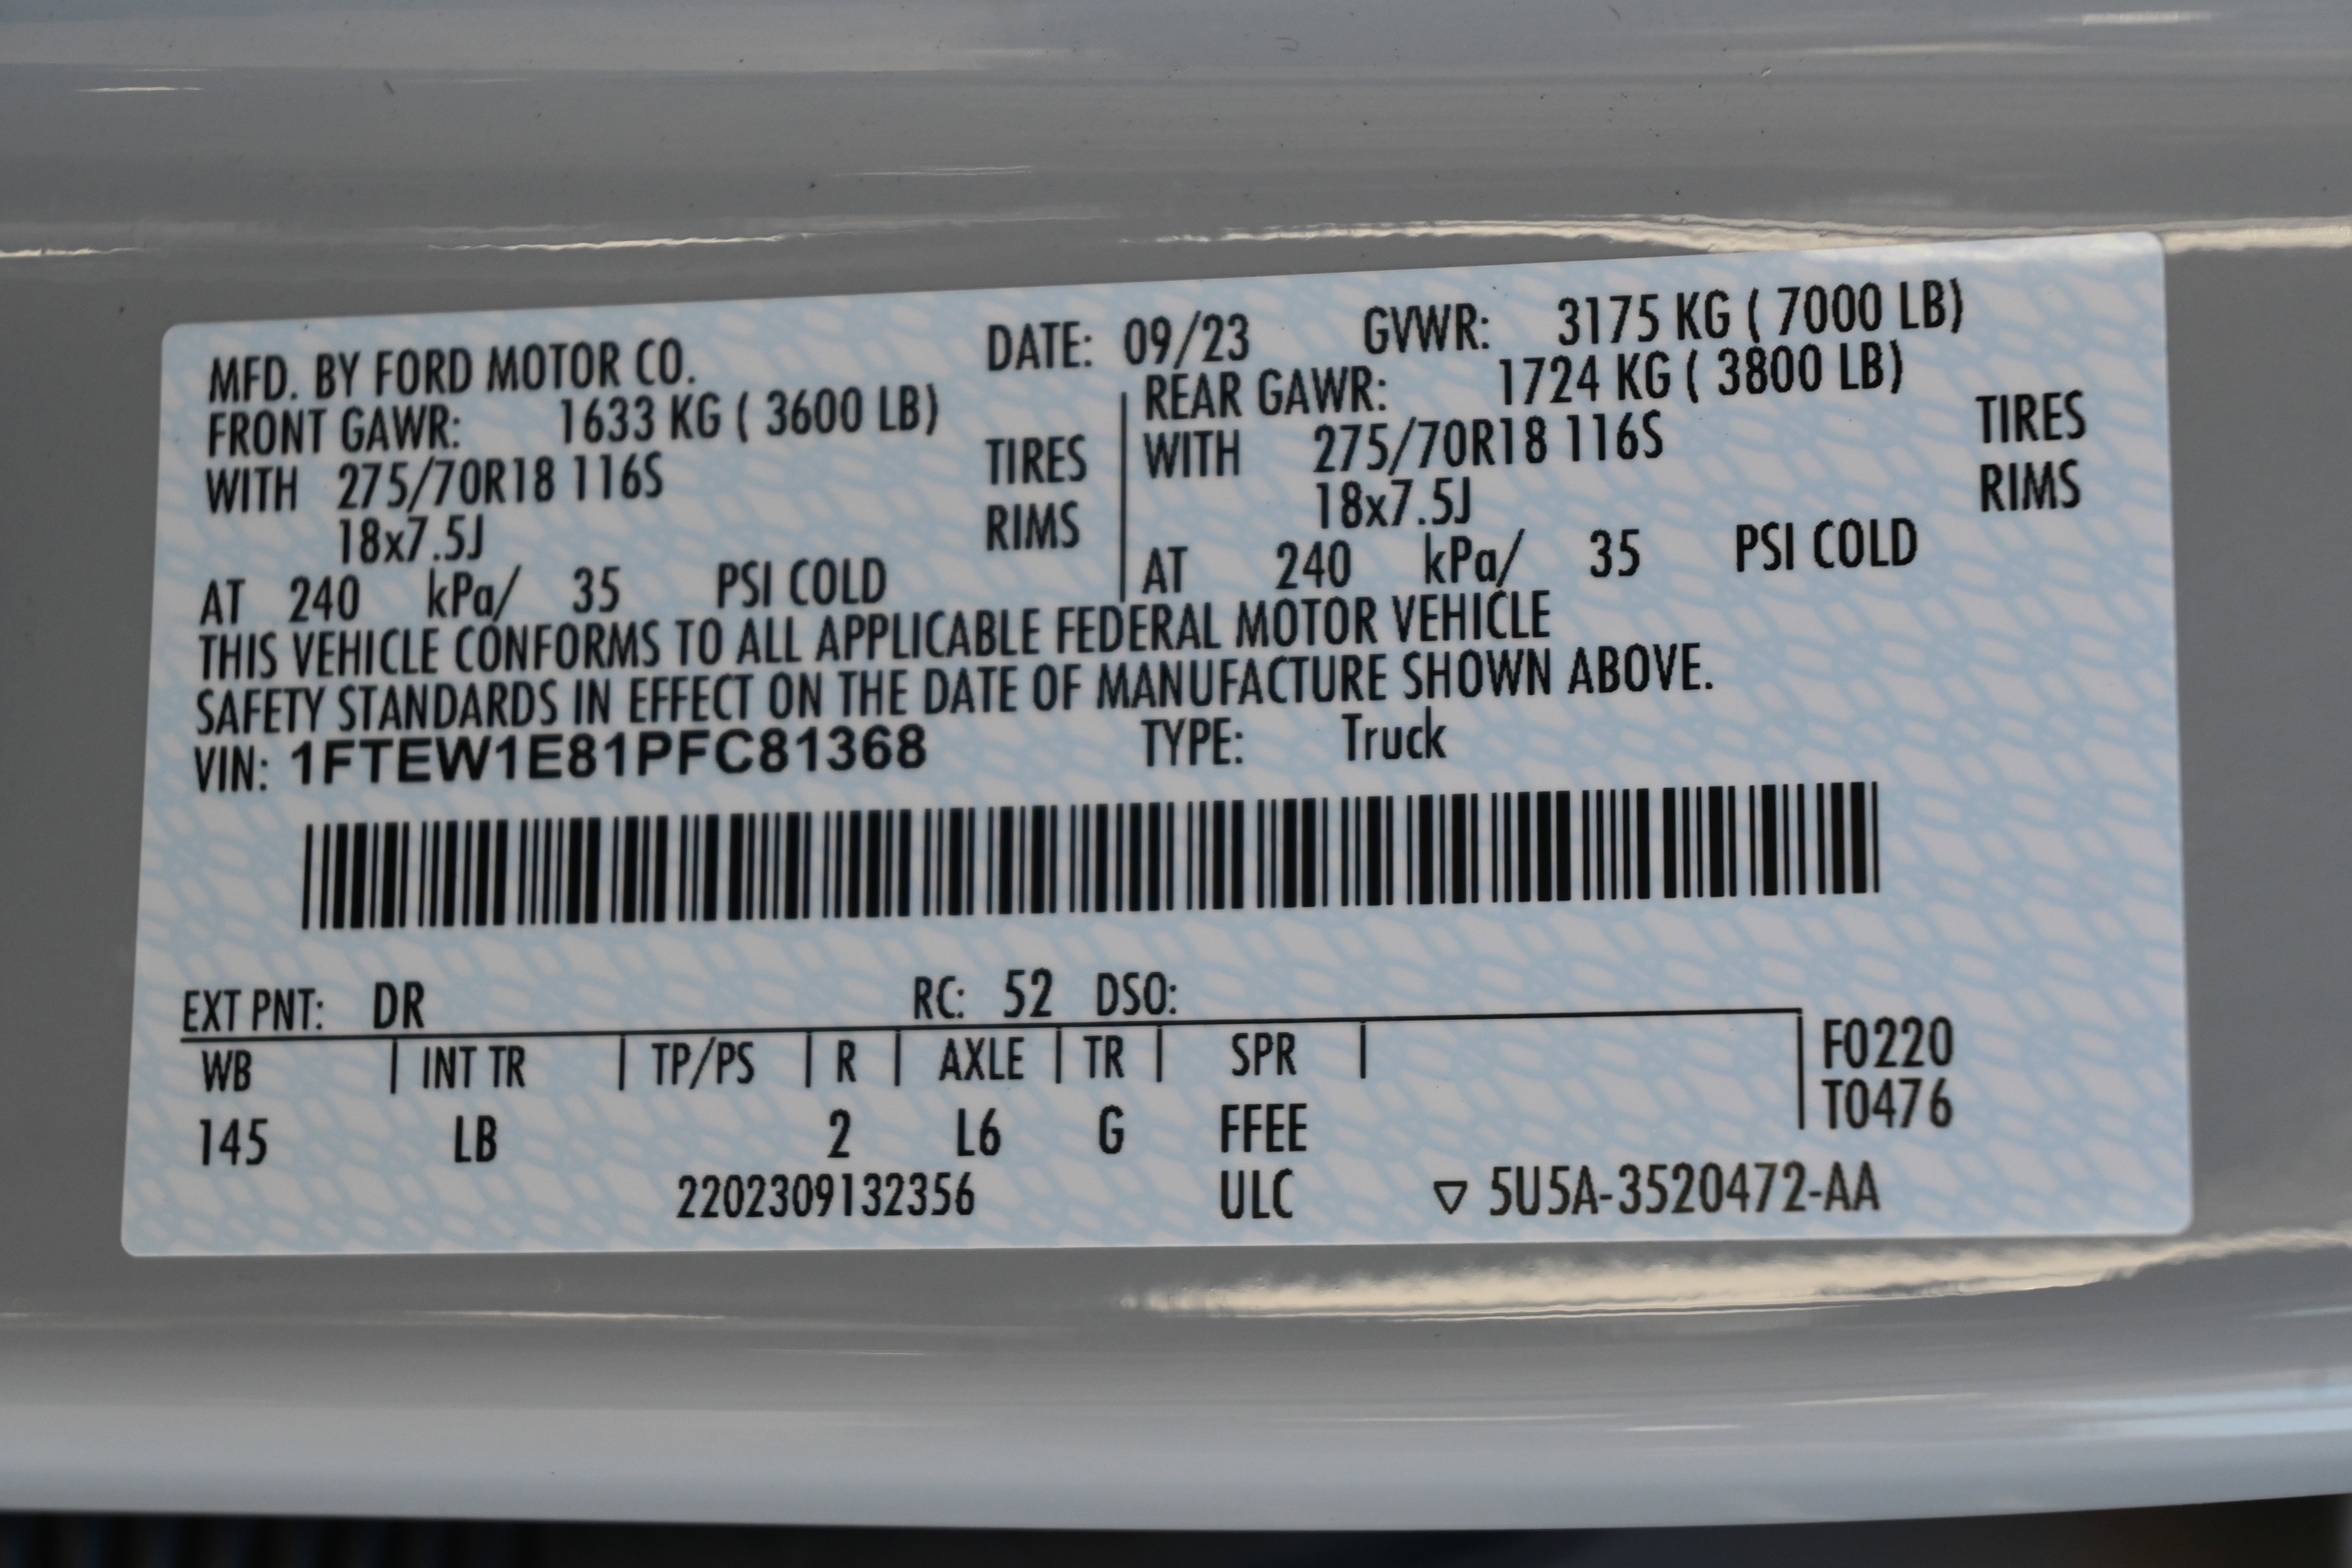 MFD. BY FORD MOTOR CO. DATE: 09/23 GVWR: 3175 KG ( 7000 LB)
FRONT GAWR: 1633 KG ( 3600 LB) REAR GAWR: 1724 KG ( 3800 LB)
WITH 275/70R18 116S TIRES WITH 275/70R18 116S TIRES
18x7.5J RIMS 18x7.5J RIMS
AT 240 kPa/ 35 PSI COLD AT 240 kPa/ 35 PSI COLD
THIS VEHICLE CONFORMS TO ALL APPLICABLE FEDERAL MOTOR VEHICLE
SAFETY STANDARDS IN EFFECT ON THE DATE OF MANUFACTURE SHOWN ABOVE.
VIN: 1FTEW1E81PFC81368 TYPE: Truck
EXT PNT: DR RC: 52 DSO:
WB | INT TR | TP/PS | R | AXLE | TR | SPR | F0220
T0476
145 LB 2 L6 G FFEE
2202309132356 ULC ▽ 5U5A-3520472-AA